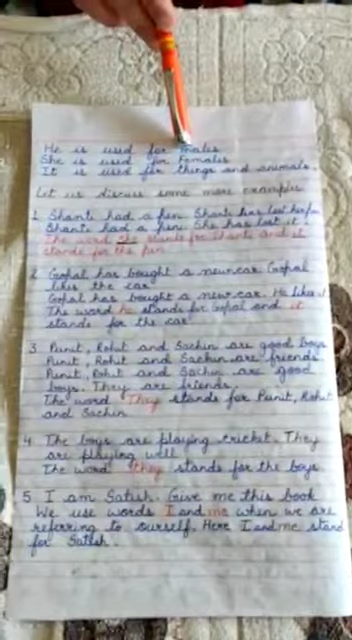 He is used for males
She is used for Females
It is used for things and animals.
Let us discuss some more examples
1. Shanti had a pen. Shanti has lost her pen
Shanti had a pen. She has lost it.
The word She stands for Shanti and it
stands for the pen
2. Gopal has bought a new car. Gopal
likes the car
Gopal has bought a new car. He likes it
The word he stands for Gopal and it
stands for the car
3. Punit, Rohit and Sachin are good boys
Punit, Rohit and Sachin are friends
Punit, Rohit and Sachin are good
boys. They are friends.
The word They stands for Punit, Rohit
and Sachin
4. The boys are playing cricket. They
are playing well
The word they stands for the boys
5 I am Satish. Give me this book
We use words I and me when we are
referring to ourself. Here I and me stand
for Satish.